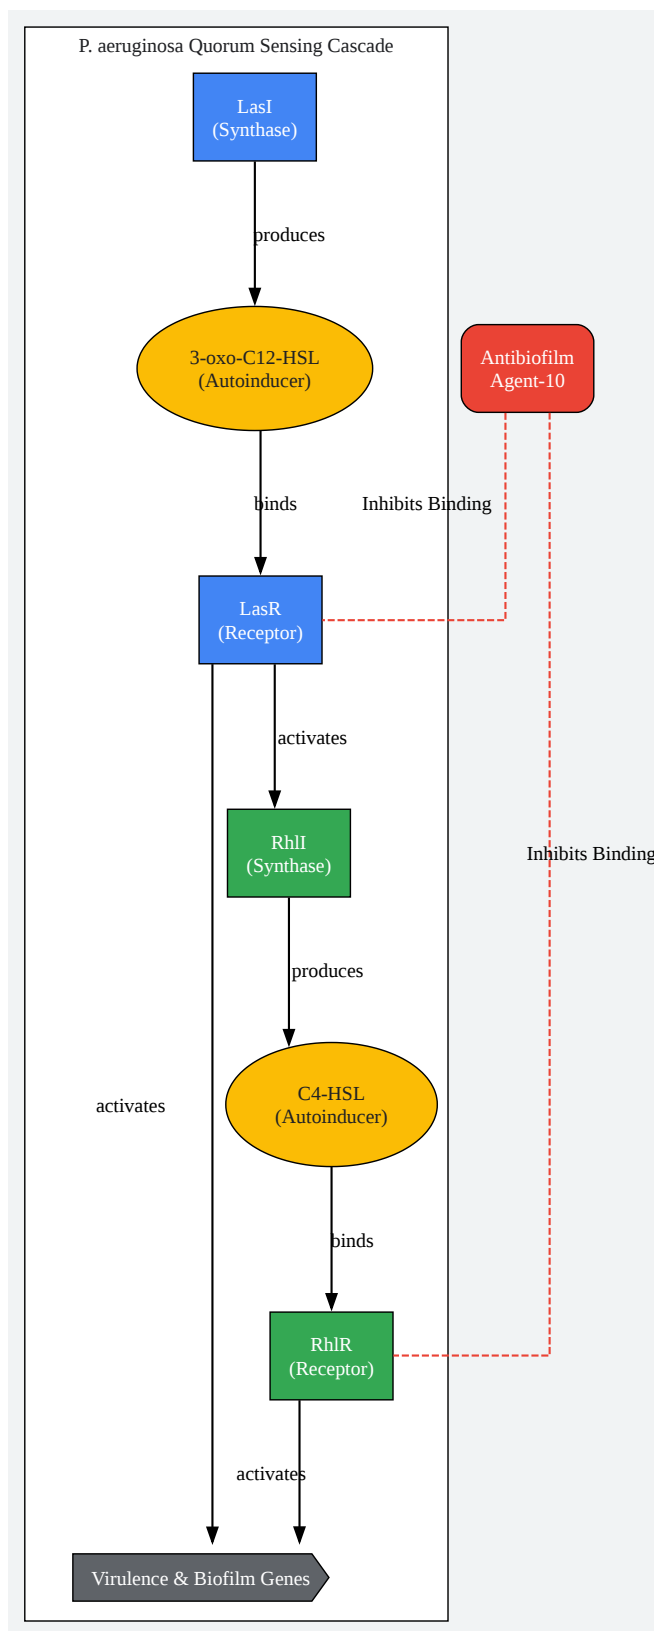 P. aeruginosa Quorum Sensing Cascade
LasI
(Synthase)
produces
3-oxo-C12-HSL
(Autoinducer)
Antibiofilm
Agent-10
binds
Inhibits Binding
LasR
(Receptor)
activates
RhlI
(Synthase)
Inhibits Binding
produces
C4-HSL
(Autoinducer)
activates
binds
RhlR
(Receptor)
activates
Virulence & Biofilm Genes